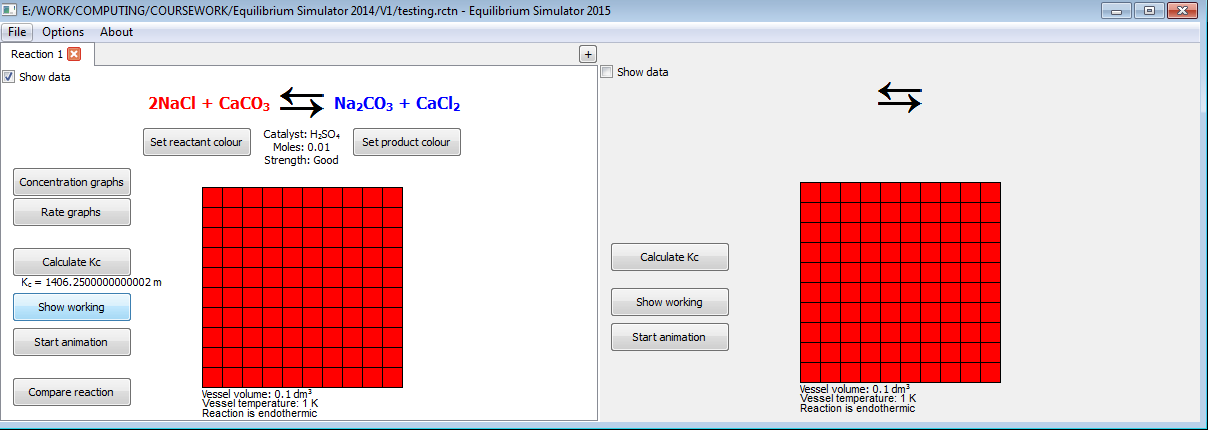 E:/WORK/COMPUTING/COURSEWORK/Equilibrium Simulator 2014/V1/testing.rctn - Equilibrium Simulator 2015
File Options About
Reaction 1
+
Show data
2NaCl + CaCO₃ ⇆ Na₂CO₃ + CaCl₂
Set reactant colour
Catalyst: H₂SO₄
Moles: 0.01
Strength: Good
Set product colour
Concentration graphs
Rate graphs
Calculate Kc
K꜀ = 1406.2500000000002 m
Show working
Start animation
Compare reaction
Vessel volume: 0.1 dm³
Vessel temperature: 1 K
Reaction is endothermic
Show data
⇆
Calculate Kc
Show working
Start animation
Vessel volume: 0.1 dm³
Vessel temperature: 1 K
Reaction is endothermic